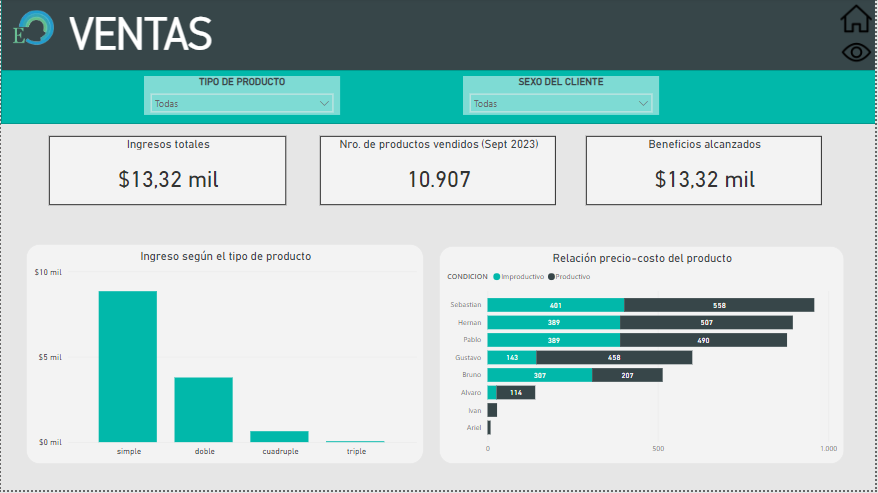 E
VENTAS
TIPO DE PRODUCTO
Todas
SEXO DEL CLIENTE
Todas
Ingresos totales
$13,32 mil
Nro. de productos vendidos (Sept 2023)
10.907
Beneficios alcanzados
$13,32 mil
Ingreso según el tipo de producto
$10 mil
$5 mil
$0 mil
simple
doble
cuadruple
triple
Relación precio-costo del producto
CONDICION Improductivo Productivo
Sebastian 401 558
Hernan 389 507
Pablo 389 490
Gustavo 143 458
Bruno 307 207
Alvaro 114
Ivan
Ariel
0 500 1.000